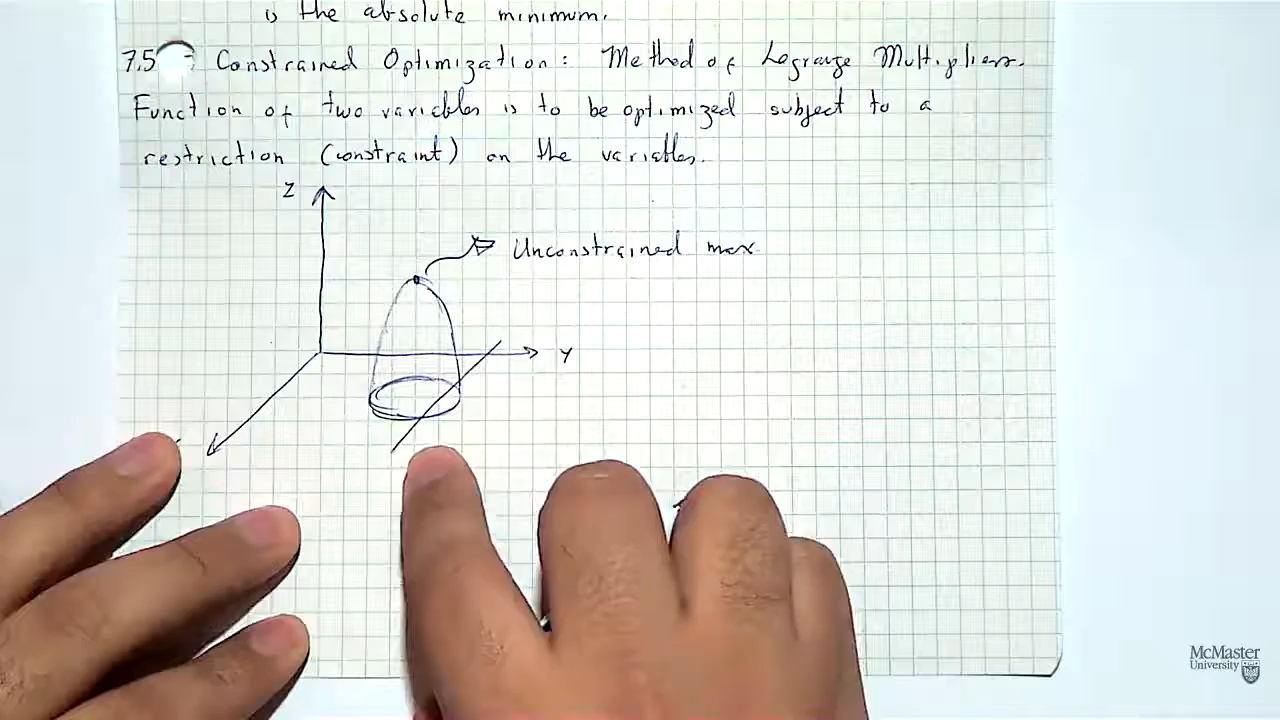 is the absolute minimum.
7.5 - Constrained Optimization: Method of Lagrange Multipliers.
Function of two variables is to be optimized subject to a
restriction (constraint) on the variables.
Z
Unconstrained max
Y
McMaster
University